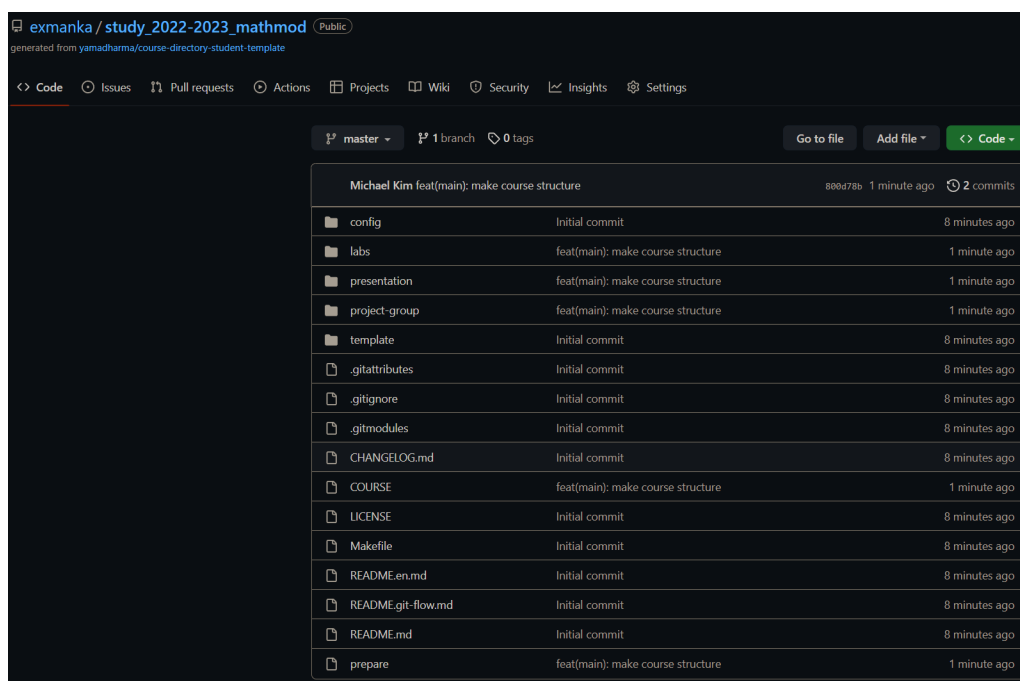 exmanka / study_2022-2023_mathmod Public
generated from yamadharma/course-directory-student-template
<> Code Issues Pull requests Actions Projects Wiki Security Insights Settings
master 1 branch 0 tags Go to file Add file <> Code
Michael Kim feat(main): make course structure 800d78b 1 minute ago 2 commits
config Initial commit 8 minutes ago
labs feat(main): make course structure 1 minute ago
presentation feat(main): make course structure 1 minute ago
project-group feat(main): make course structure 1 minute ago
template Initial commit 8 minutes ago
.gitattributes Initial commit 8 minutes ago
.gitignore Initial commit 8 minutes ago
.gitmodules Initial commit 8 minutes ago
CHANGELOG.md Initial commit 8 minutes ago
COURSE feat(main): make course structure 1 minute ago
LICENSE Initial commit 8 minutes ago
Makefile Initial commit 8 minutes ago
README.en.md Initial commit 8 minutes ago
README.git-flow.md Initial commit 8 minutes ago
README.md Initial commit 8 minutes ago
prepare feat(main): make course structure 1 minute ago